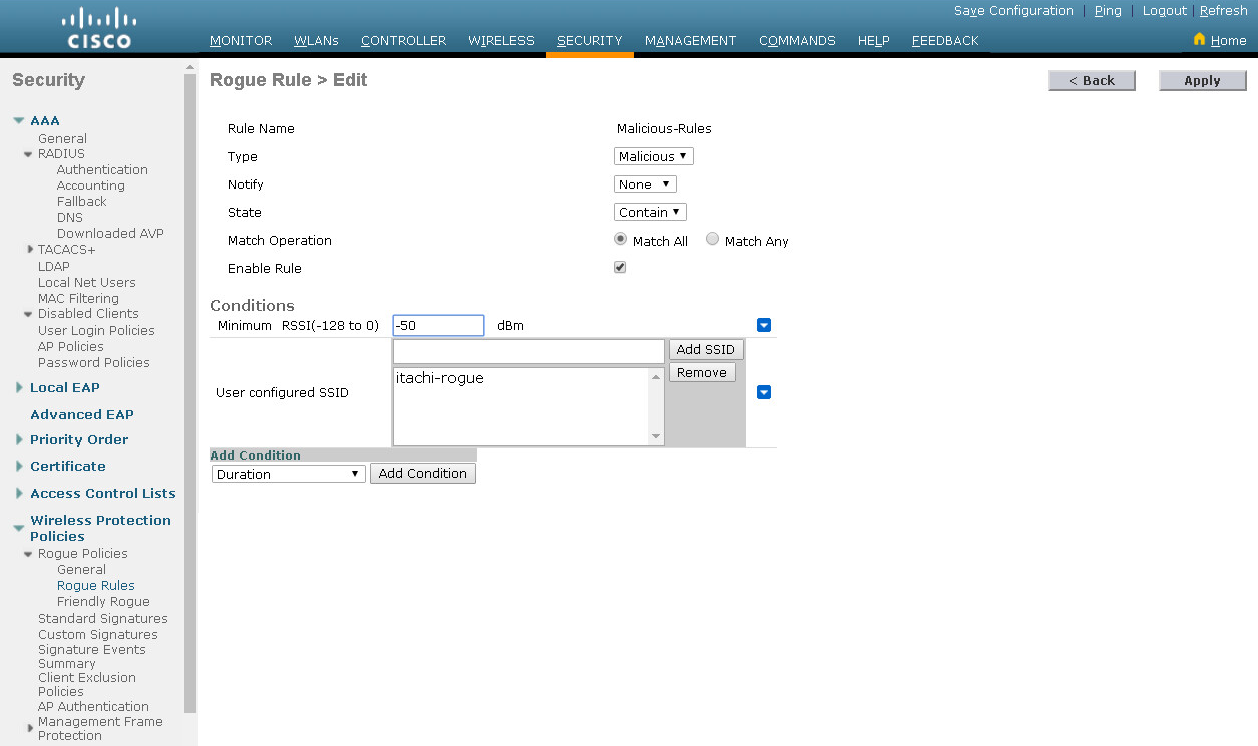 Save Configuration | Ping | Logout | Refresh
CISCO
MONITOR WLANs CONTROLLER WIRELESS SECURITY MANAGEMENT COMMANDS HELP FEEDBACK
Home
Security
AAA
General
RADIUS
Authentication
Accounting
Fallback
DNS
Downloaded AVP
TACACS+
LDAP
Local Net Users
MAC Filtering
Disabled Clients
User Login Policies
AP Policies
Password Policies
Local EAP
Advanced EAP
Priority Order
Certificate
Access Control Lists
Wireless Protection
Policies
Rogue Policies
General
Rogue Rules
Friendly Rogue
Standard Signatures
Custom Signatures
Signature Events
Summary
Client Exclusion
Policies
AP Authentication
Management Frame
Protection
Rogue Rule > Edit
< Back
Apply
Rule Name Malicious-Rules
Type Malicious
Notify None
State Contain
Match Operation Match All Match Any
Enable Rule
Conditions
Minimum RSSI(-128 to 0) -50 dBm
Add SSID
Remove
itachi-rogue
User configured SSID
Add Condition
Duration Add Condition